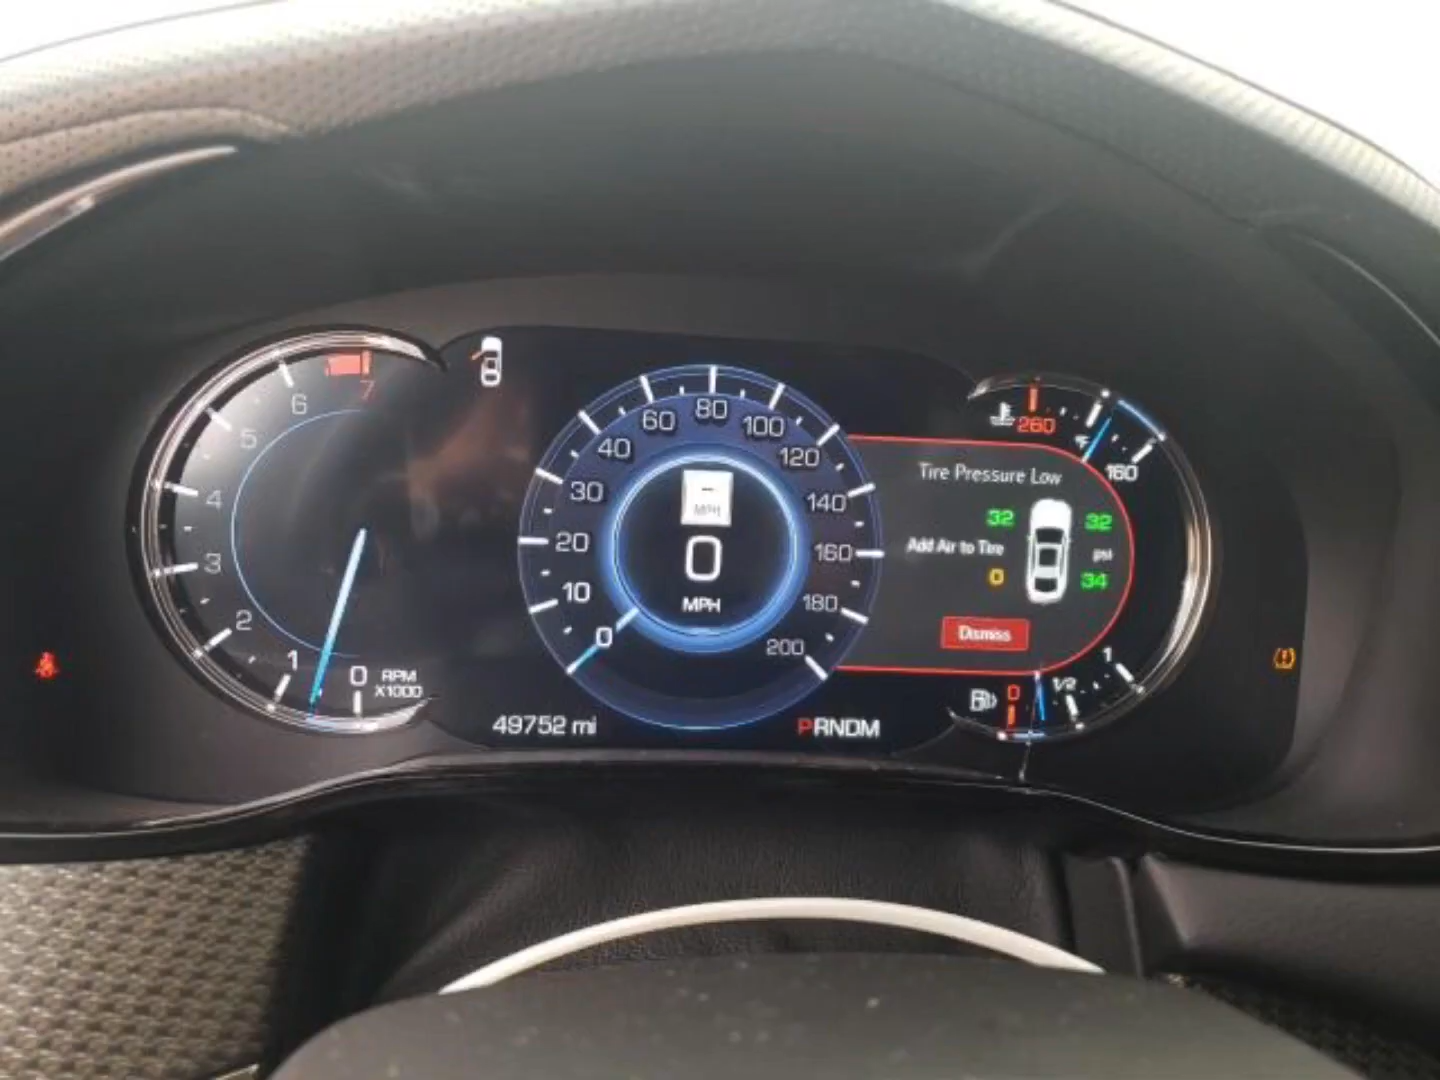 7
6
5
4
3
2
1
0
RPM
X1000
80
60
100
40
120
30
140
20
160
10
180
0
200
MPH
0
MPH
49752 mi
PRNDM
260
160
Tire Pressure Low
32 32
Add Air to Tire psi
0 34
Dismiss
0 1/2 1